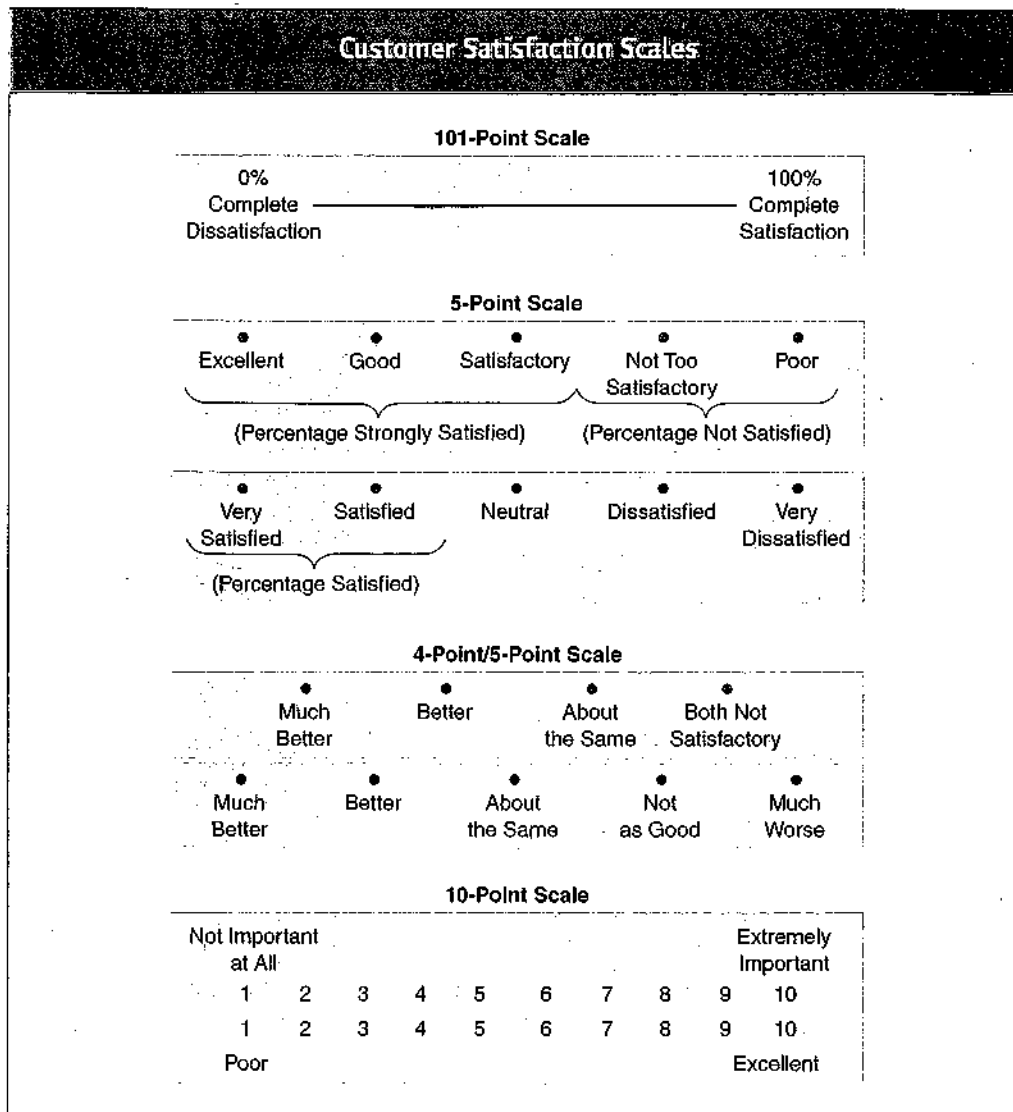 Customer Satisfaction Scales
101-Point Scale
0% 100%
Complete Complete
Dissatisfaction Satisfaction
5-Point Scale
Excellent Good Satisfactory Not Too Poor
Satisfactory
(Percentage Strongly Satisfied) (Percentage Not Satisfied)
Very Satisfied Neutral Dissatisfied Very
Satisfied Dissatisfied
(Percentage Satisfied)
4-Point/5-Point Scale
Much Better About Both Not
Better the Same Satisfactory
Much Better About Not Much
Better the Same as Good Worse
10-Point Scale
Not Important Extremely
at All Important
1 2 3 4 5 6 7 8 9 10
1 2 3 4 5 6 7 8 9 10
Poor Excellent